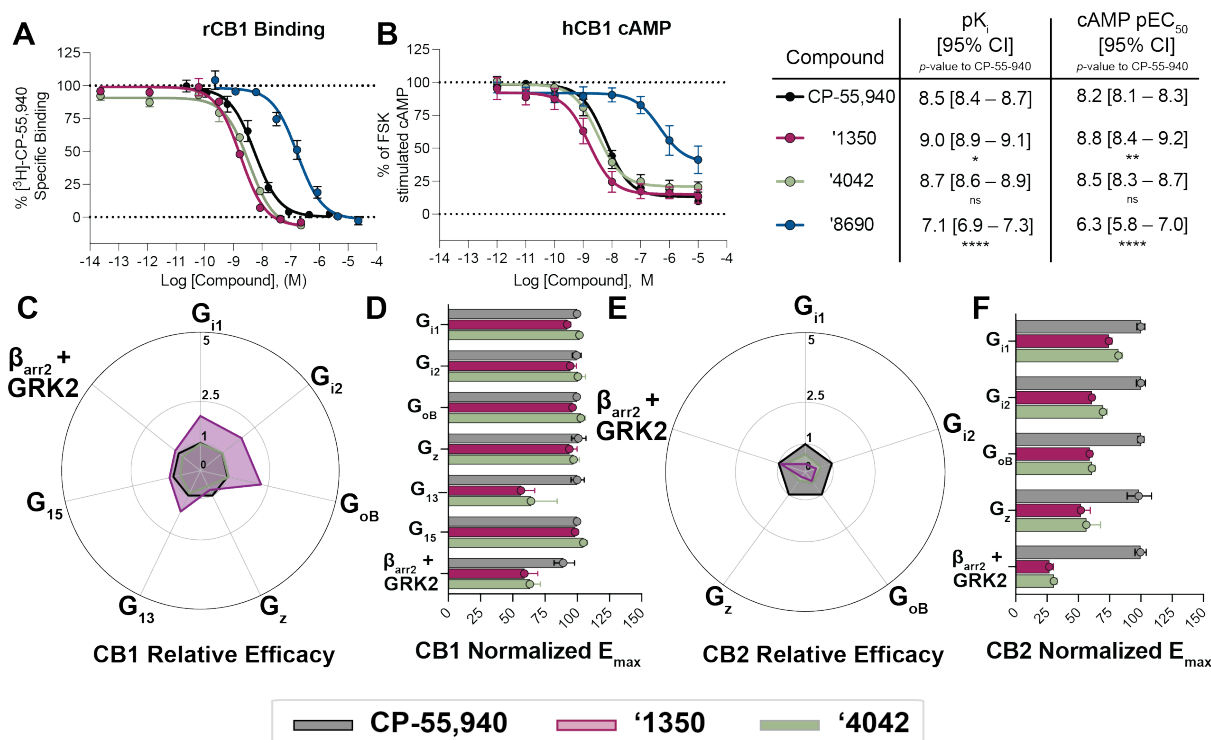 A
rCB1 Binding
125
100
75
50
25
0
% [³H]-CP-55,940
Specific Binding
-14 -13 -12 -11 -10 -9 -8 -7 -6 -5 -4
Log [Compound], (M)
B
hCB1 cAMP
125
100
75
50
25
0
% of FSK
stimulated cAMP
-14 -13 -12 -11 -10 -9 -8 -7 -6 -5 -4
Log [Compound], M
Compound
pKi
[95% CI]
p-value to CP-55-940
cAMP pEC50
[95% CI]
p-value to CP-55-940
CP-55,940 8.5 [8.4 – 8.7] 8.2 [8.1 – 8.3]
'1350 9.0 [8.9 – 9.1] 8.8 [8.4 – 9.2]
* **
'4042 8.7 [8.6 – 8.9] 8.5 [8.3 – 8.7]
ns ns
'8690 7.1 [6.9 – 7.3] 6.3 [5.8 – 7.0]
**** ****
C
Gi1
5
2.5
1
0
Gi2
GoB
Gz
G13
G15
βarr2 +
GRK2
CB1 Relative Efficacy
D
Gi1
Gi2
GoB
Gz
G13
G15
βarr2 +
GRK2
0 25 50 75 100 125 150
CB1 Normalized Emax
E
Gi1
5
2.5
1
0
Gi2
GoB
Gz
βarr2 +
GRK2
CB2 Relative Efficacy
F
Gi1
Gi2
GoB
Gz
βarr2 +
GRK2
0 25 50 75 100 125 150
CB2 Normalized Emax
CP-55,940 '1350 '4042